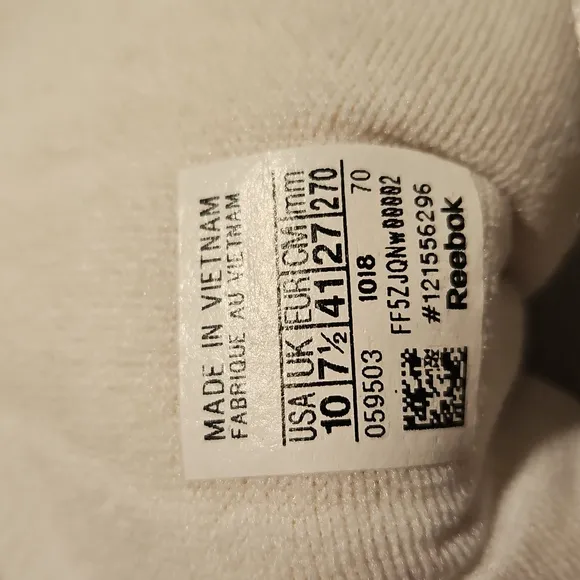 MADE IN VIETNAM
FABRIQUE AU VIETNAM
USA UK EUR CM mm
10 7½ 41 27 270
059503 1018 70
FF5ZJQNw00002
#121556296
Reebok